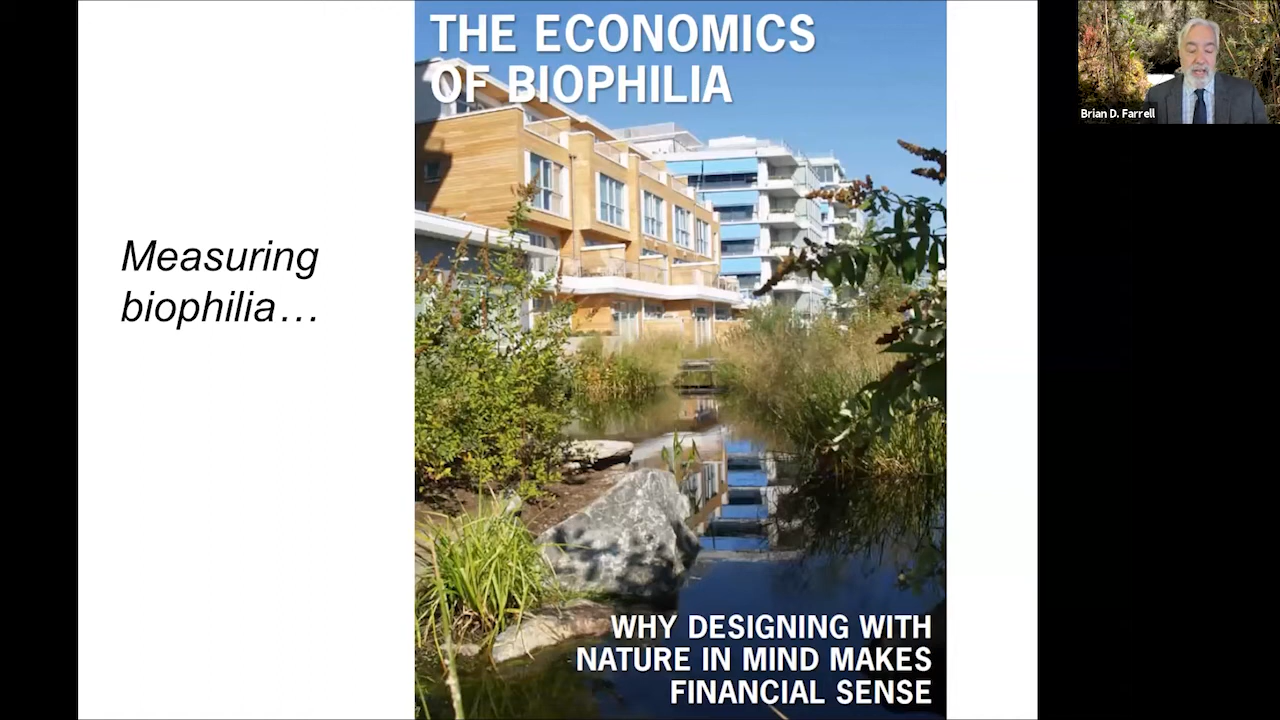 THE ECONOMICS
OF BIOPHILIA
Measuring
biophilia…
WHY DESIGNING WITH
NATURE IN MIND MAKES
FINANCIAL SENSE
Brian D. Farrell